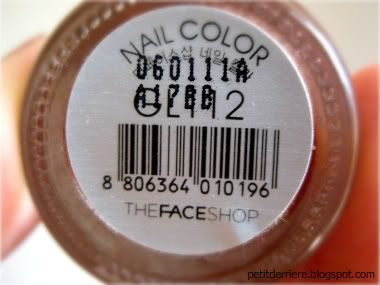 NAIL COLOR
060111A
GL112
8 806364 010196
THEFACESHOP
petitderriere.blogspot.com